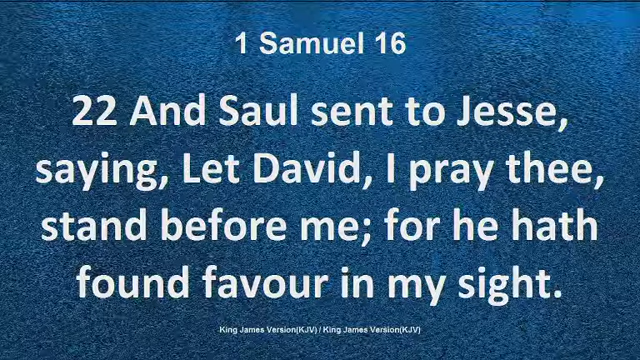 1 Samuel 16
22 And Saul sent to Jesse,
saying, Let David, I pray thee,
stand before me; for he hath
found favour in my sight.
King James Version(KJV) / King James Version(KJV)